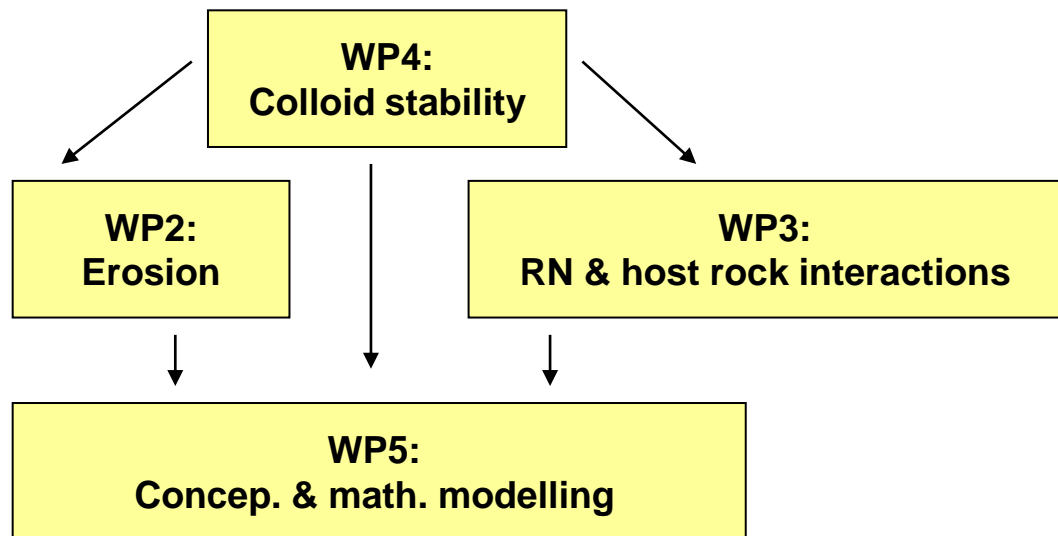 WP4:
Colloid stability
WP2:
Erosion
WP3:
RN & host rock interactions
WP5:
Concep. & math. modelling